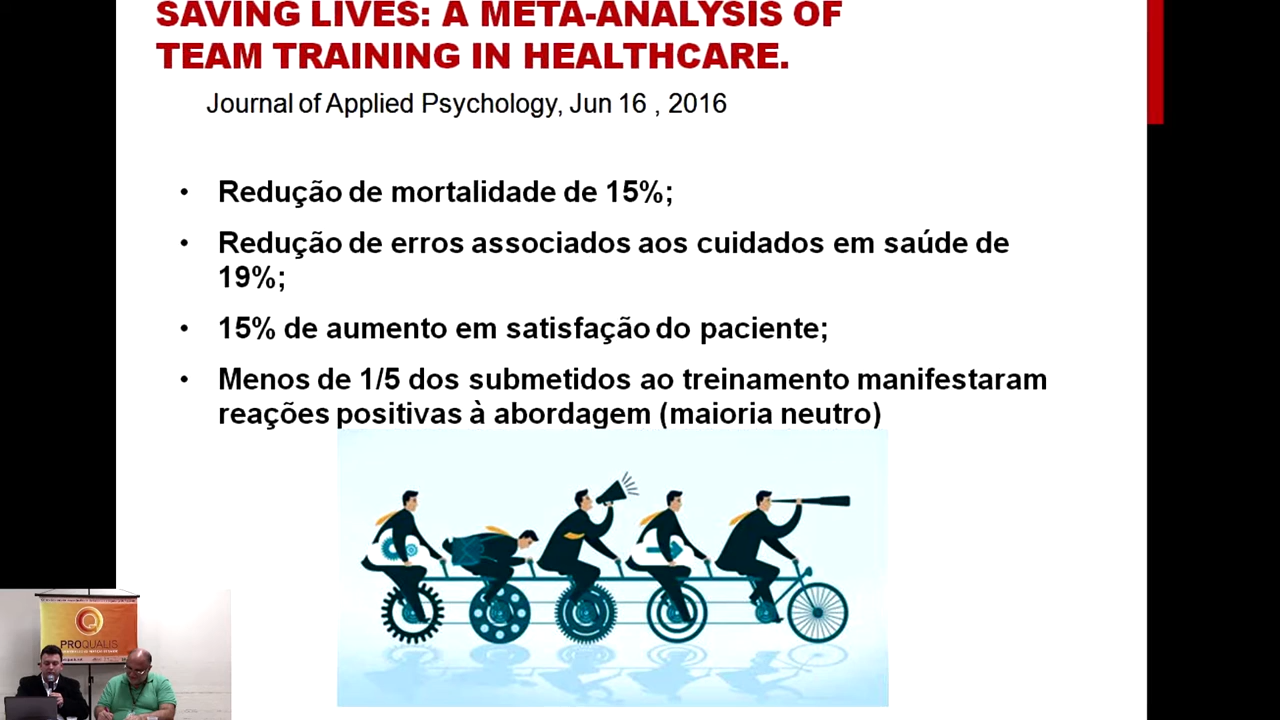 SAVING LIVES: A META-ANALYSIS OF
TEAM TRAINING IN HEALTHCARE.
Journal of Applied Psychology, Jun 16 , 2016
• Redução de mortalidade de 15%;
• Redução de erros associados aos cuidados em saúde de
19%;
• 15% de aumento em satisfação do paciente;
• Menos de 1/5 dos submetidos ao treinamento manifestaram
reações positivas à abordagem (maioria neutro)
PROQUALIS